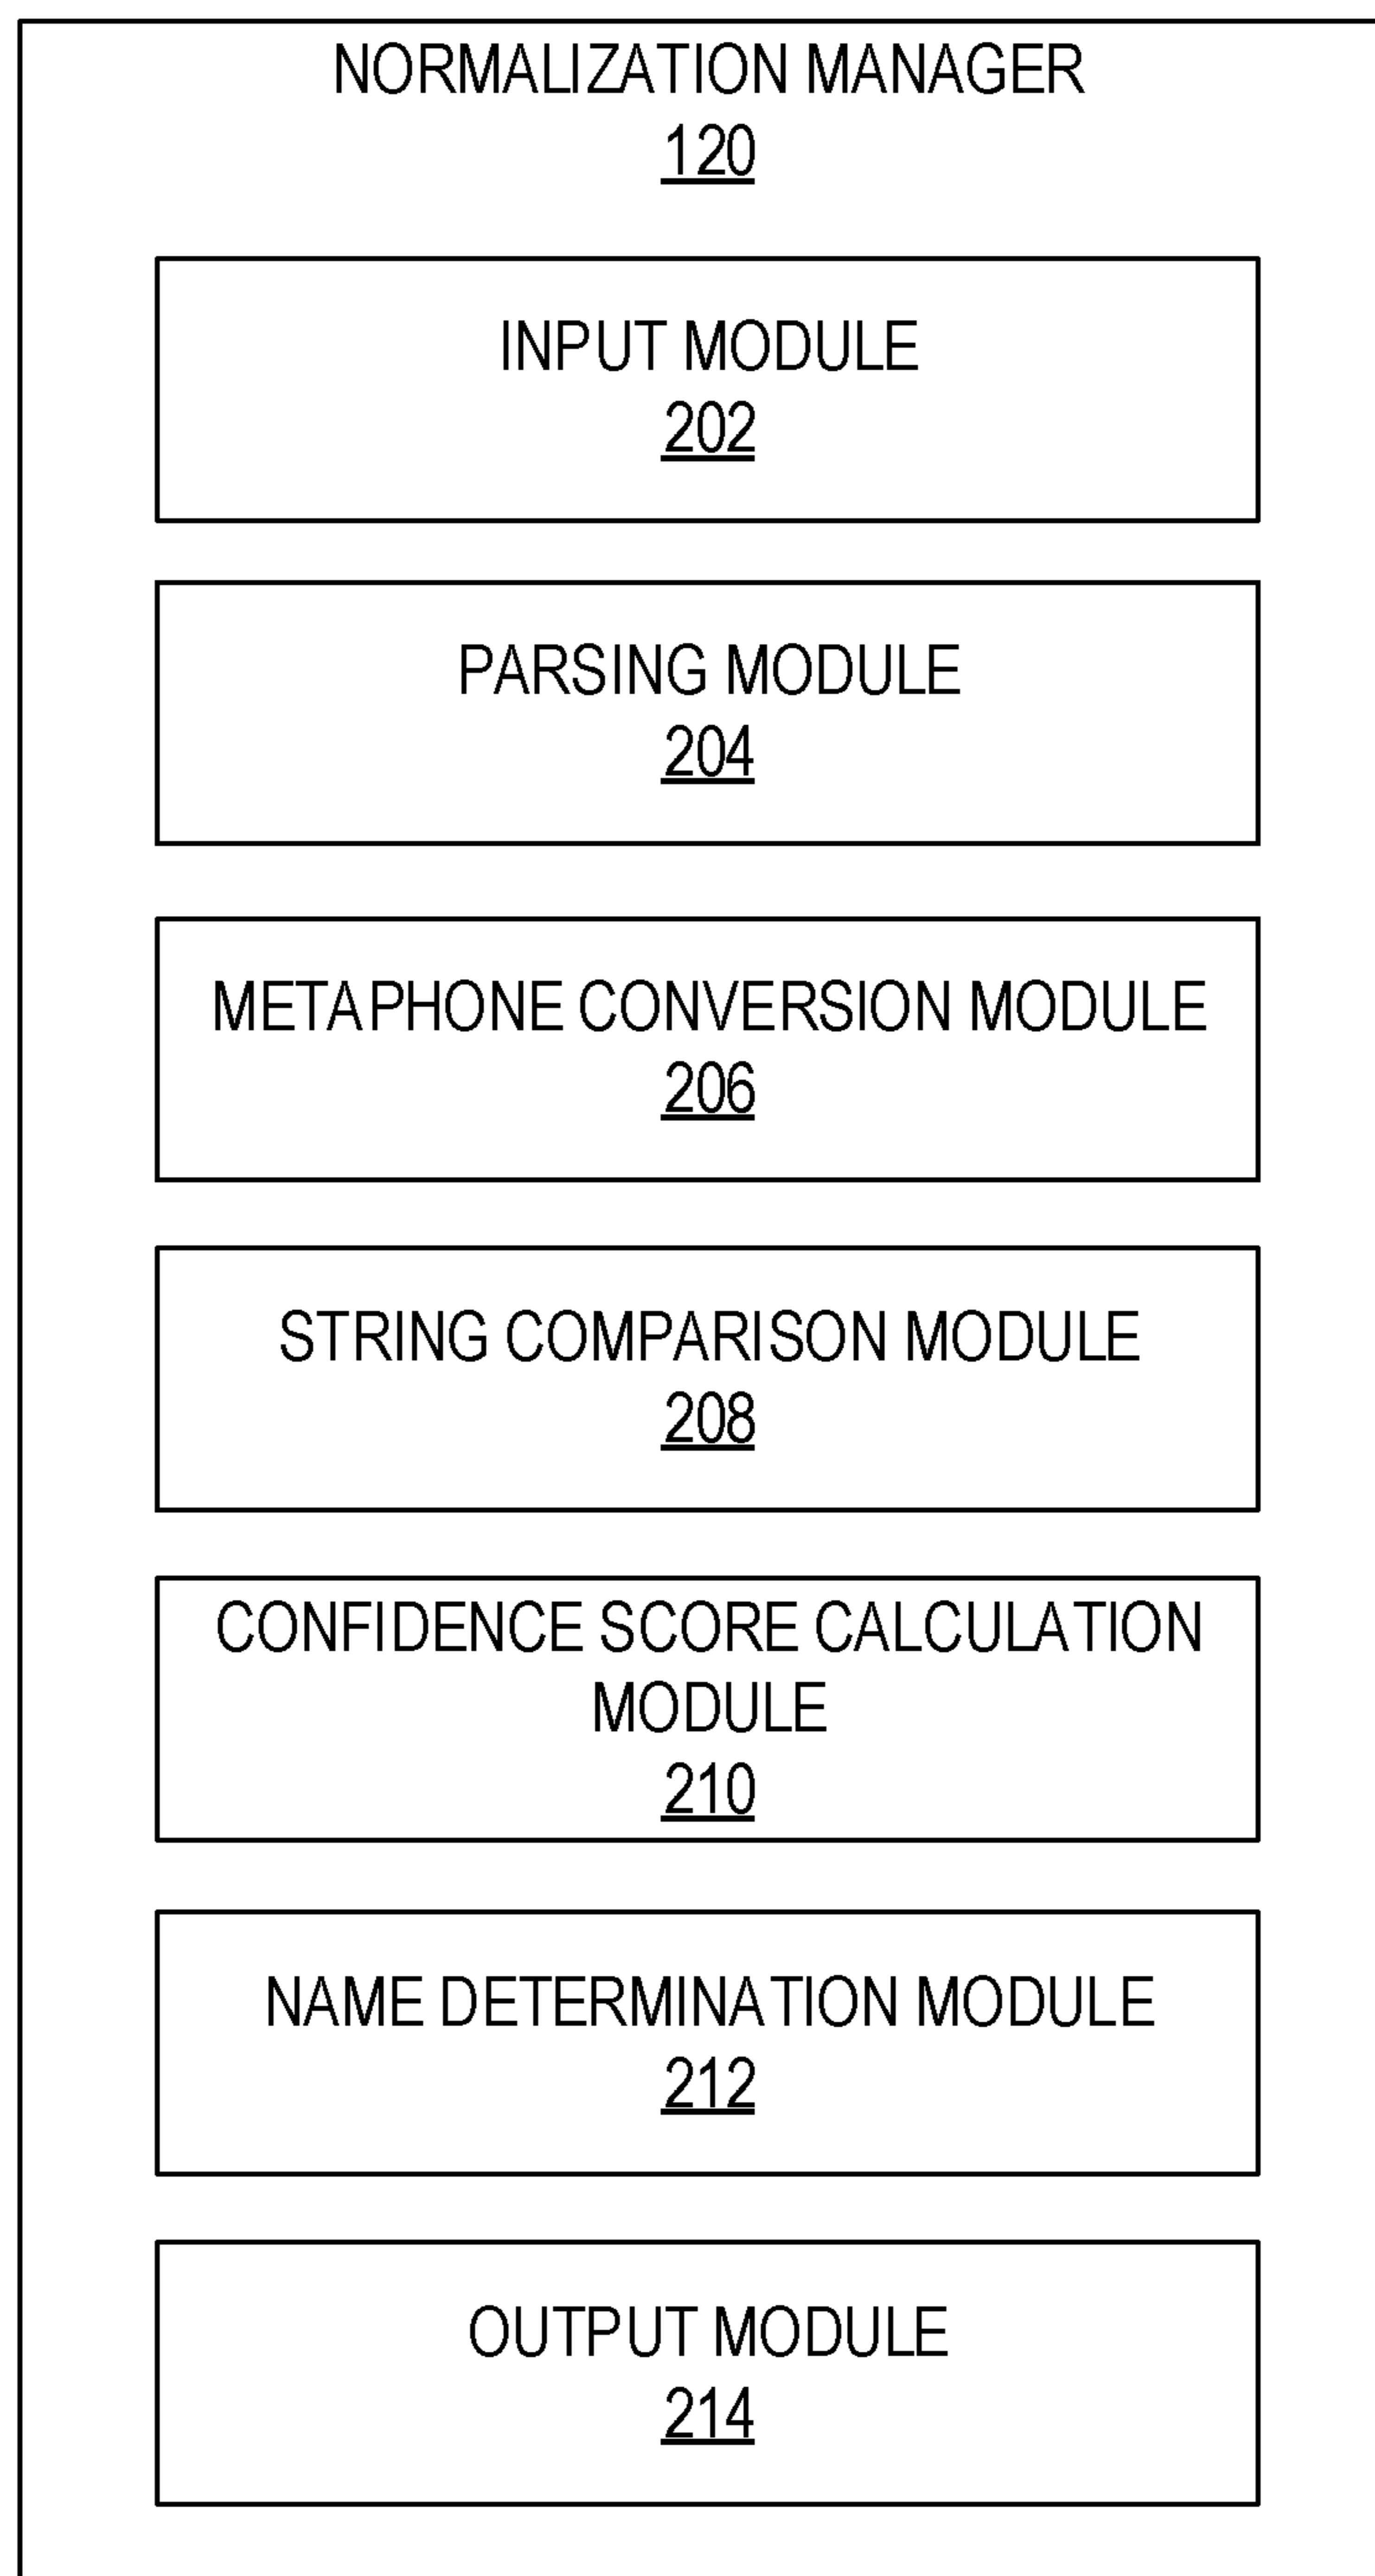 NORMALIZATION MANAGER
120
INPUT MODULE
202
PARSING MODULE
204
METAPHONE CONVERSION MODULE
206
STRING COMPARISON MODULE
208
CONFIDENCE SCORE CALCULATION
MODULE
210
NAME DETERMINATION MODULE
212
OUTPUT MODULE
214